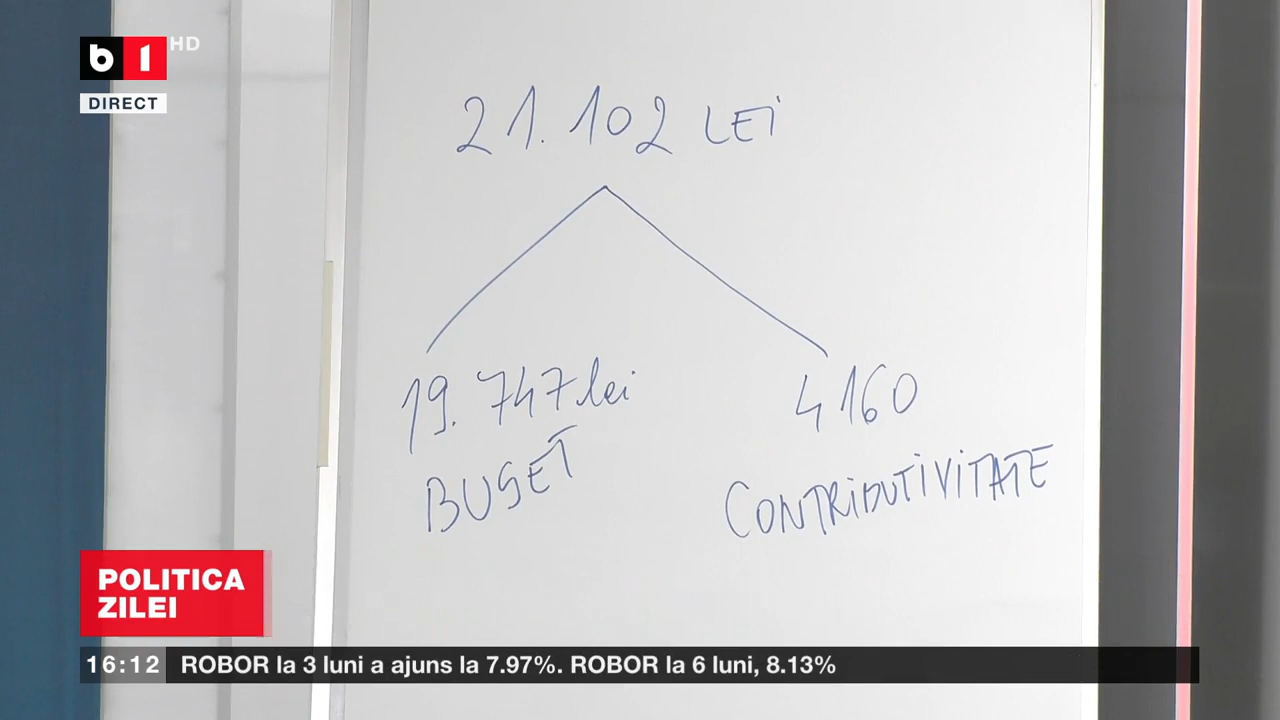 b1 HD
DIRECT
21.102 LEI
19.747 lei
4160
BUGET
CONTRIBUTIVITATE
POLITICA
ZILEI
16:12 ROBOR la 3 luni a ajuns la 7.97%. ROBOR la 6 luni, 8.13%